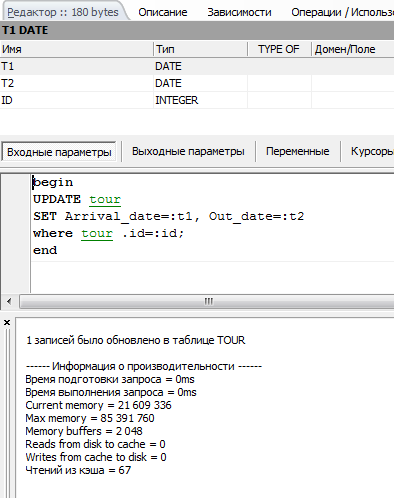 Редактор :: 180 bytes Описание Зависимости Операции / Использо
T1 DATE
Имя Тип TYPE OF Домен/Поле
T1 DATE
T2 DATE
ID INTEGER
Входные параметры Выходные параметры Переменные Курсоры
begin
UPDATE tour
SET Arrival_date=:t1, Out_date=:t2
where tour .id=:id;
end
1 записей было обновлено в таблице TOUR
------ Информация о производительности ------
Время подготовки запроса = 0ms
Время выполнения запроса = 0ms
Current memory = 21 609 336
Max memory = 85 391 760
Memory buffers = 2 048
Reads from disk to cache = 0
Writes from cache to disk = 0
Чтений из кэша = 67